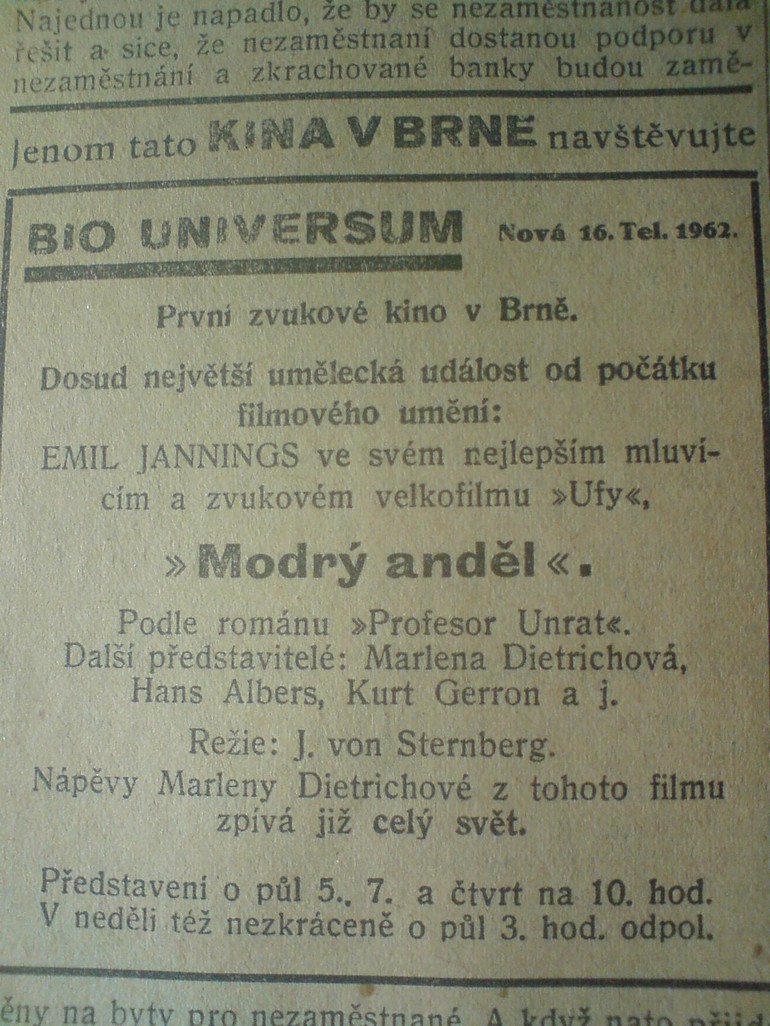 Najednou je napadlo, že by se nezaměstnanost dala
řešit a sice, že nezaměstnaní dostanou podporu v
nezaměstnání a zkrachované banky budou zamě-
Jenom tato KINA V BRNĚ navštěvujte
BIO UNIVERSUM Nová 16. Tel. 1962.
První zvukové kino v Brně.
Dosud největší umělecká událost od počátku
filmového umění:
EMIL JANNINGS ve svém nejlepším mluví-
cím a zvukovém velkofilmu »Ufy«,
»Modrý anděl«.
Podle románu »Profesor Unrat«.
Další představitelé: Marlena Dietrichová,
Hans Albers, Kurt Gerron a j.
Režie: J. von Sternberg.
Nápěvy Marleny Dietrichové z tohoto filmu
zpívá již celý svět.
Představení o půl 5., 7. a čtvrt na 10. hod.
V neděli též nezkráceně o půl 3. hod. odpol.
ěny na byty pro nezaměstnané. A když nato